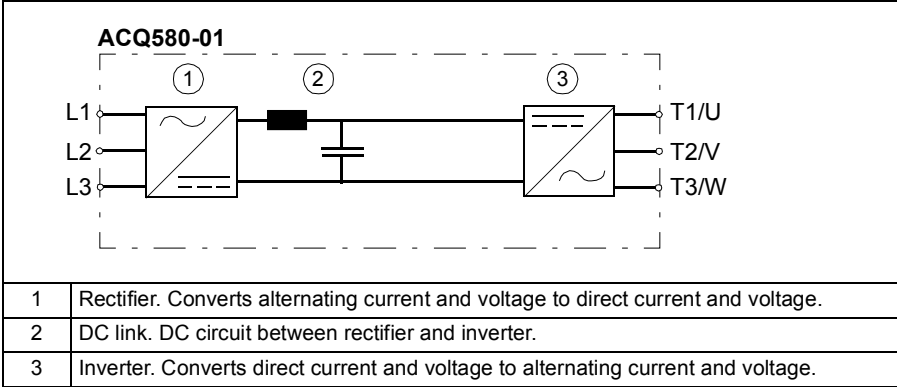 ACQ580-01
1 2 3
L1 T1/U
L2 T2/V
L3 T3/W
1 Rectifier. Converts alternating current and voltage to direct current and voltage.
2 DC link. DC circuit between rectifier and inverter.
3 Inverter. Converts direct current and voltage to alternating current and voltage.